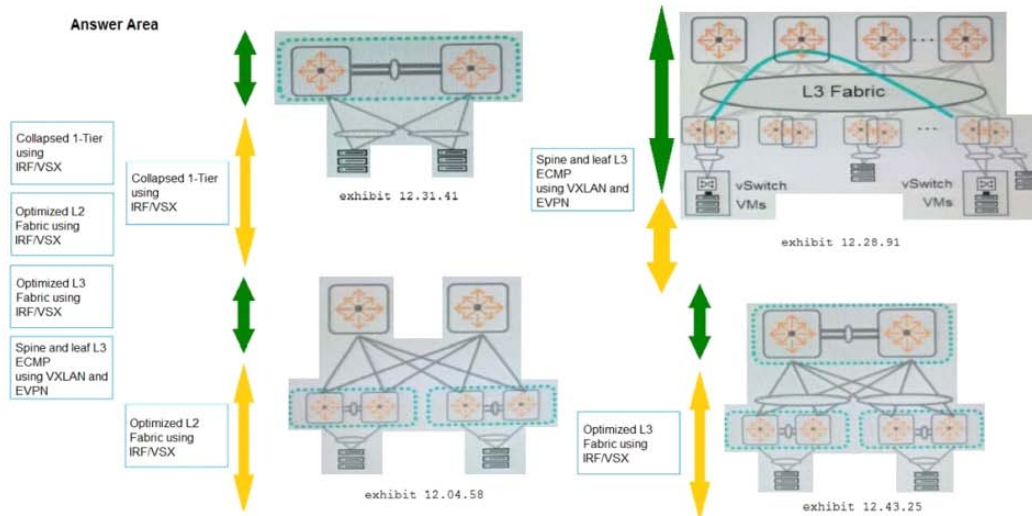 Answer Area
Collapsed 1-Tier
using
IRF/VSX
Optimized L2
Fabric using
IRF/VSX
Optimized L3
Fabric using
IRF/VSX
Spine and leaf L3
ECMP
using VXLAN and
EVPN
Collapsed 1-Tier
using
IRF/VSX
exhibit 12.31.41
Spine and leaf L3
ECMP
using VXLAN and
EVPN
L3 Fabric
vSwitch
VMs
vSwitch
VMs
exhibit 12.28.91
Optimized L2
Fabric using
IRF/VSX
exhibit 12.04.58
Optimized L3
Fabric using
IRF/VSX
exhibit 12.43.25